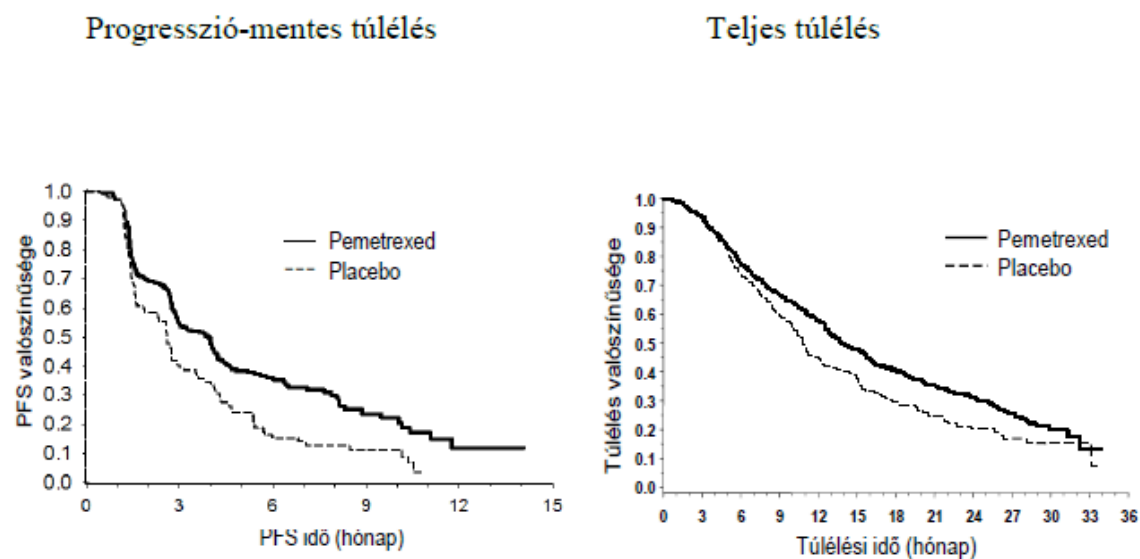 Progresszió-mentes túlélés
Teljes túlélés
PFS valószínűsége
1.0
0.9
0.8
0.7
0.6
0.5
0.4
0.3
0.2
0.1
0.0
Pemetrexed
Placebo
0 3 6 9 12 15
PFS idő (hónap)
Túlélés valószínűsége
1.0
0.9
0.8
0.7
0.6
0.5
0.4
0.3
0.2
0.1
0.0
Pemetrexed
Placebo
0 3 6 9 12 15 18 21 24 27 30 33 36
Túlélési idő (hónap)